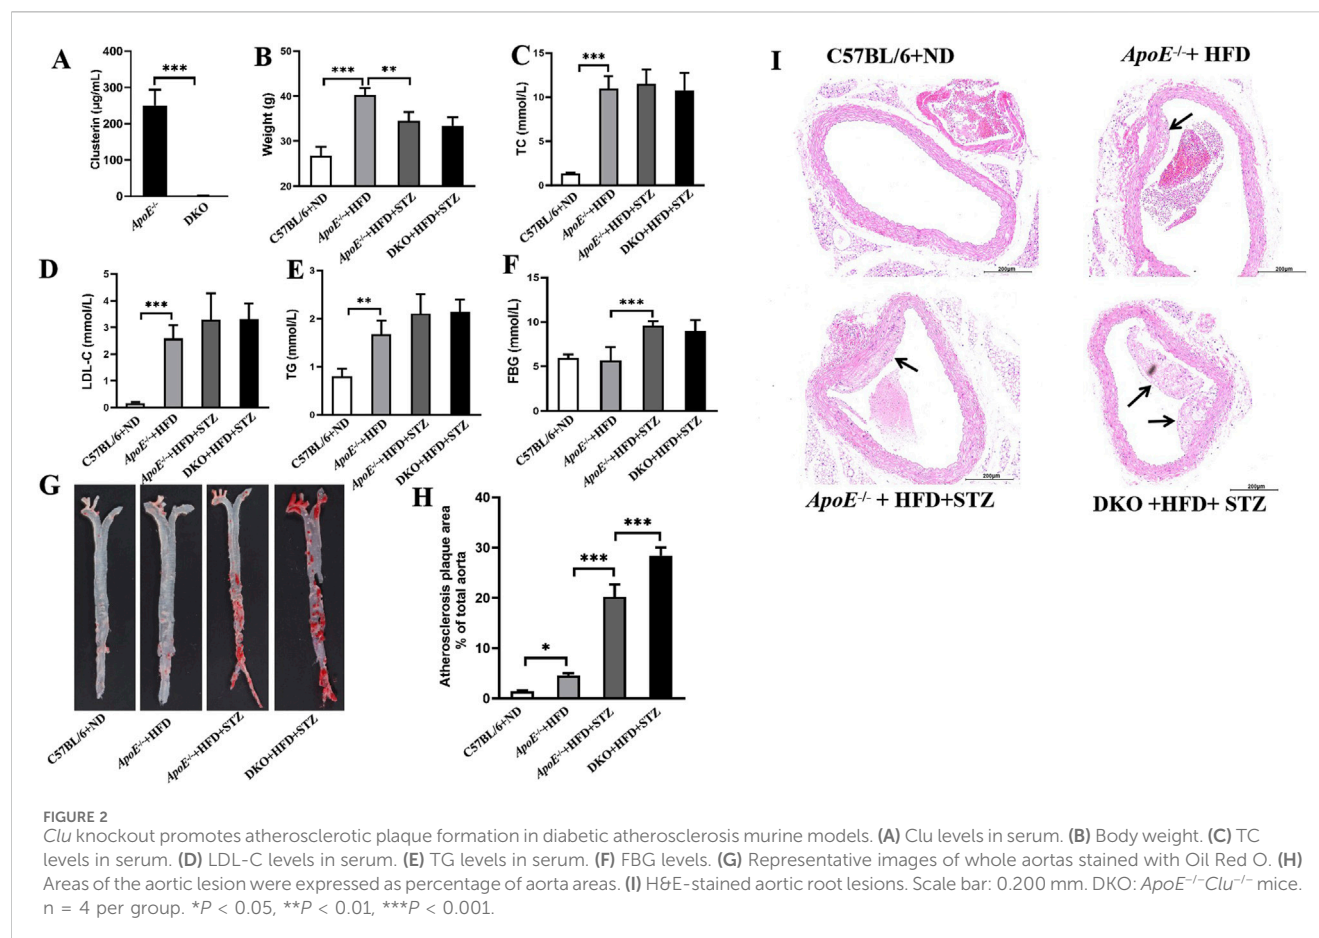 A
400
300
200
100
0
Clusterin (μg/mL)
***
ApoE-/-
DKO
B
50
40
30
20
Weight (g)
***
**
C57BL/6+ND
ApoE-/-+HFD
ApoE-/-+HFD+STZ
DKO+HFD+STZ
C
15
10
5
0
TC (mmol/L)
***
C57BL/6+ND
ApoE-/-+HFD
ApoE-/-+HFD+STZ
DKO+HFD+STZ
D
5
4
3
2
1
0
LDL-C (mmol/L)
***
C57BL/6+ND
ApoE-/-+HFD
ApoE-/-+HFD+STZ
DKO+HFD+STZ
E
3
2
1
0
TG (mmol/L)
**
C57BL/6+ND
ApoE-/-+HFD
ApoE-/-+HFD+STZ
DKO+HFD+STZ
F
15
10
5
0
FBG (mmol/L)
***
C57BL/6+ND
ApoE-/-+HFD
ApoE-/-+HFD+STZ
DKO+HFD+STZ
G
C57BL/6+ND
ApoE-/-+HFD
ApoE-/-+HFD+STZ
DKO+HFD+STZ
H
40
30
20
10
0
Atherosclerosis plaque area
% of total aorta
*
***
***
C57BL/6+ND
ApoE-/-+HFD
ApoE-/-+HFD+STZ
DKO+HFD+STZ
I
C57BL/6+ND
ApoE-/-+ HFD
200μm
200μm
200μm
200μm
ApoE-/- + HFD+STZ
DKO +HFD+ STZ
FIGURE 2
Clu knockout promotes atherosclerotic plaque formation in diabetic atherosclerosis murine models. (A) Clu levels in serum. (B) Body weight. (C) TC
levels in serum. (D) LDL-C levels in serum. (E) TG levels in serum. (F) FBG levels. (G) Representative images of whole aortas stained with Oil Red O. (H)
Areas of the aortic lesion were expressed as percentage of aorta areas. (I) H&E-stained aortic root lesions. Scale bar: 0.200 mm. DKO: ApoE−/−Clu−/− mice.
n = 4 per group. *P < 0.05, **P < 0.01, ***P < 0.001.